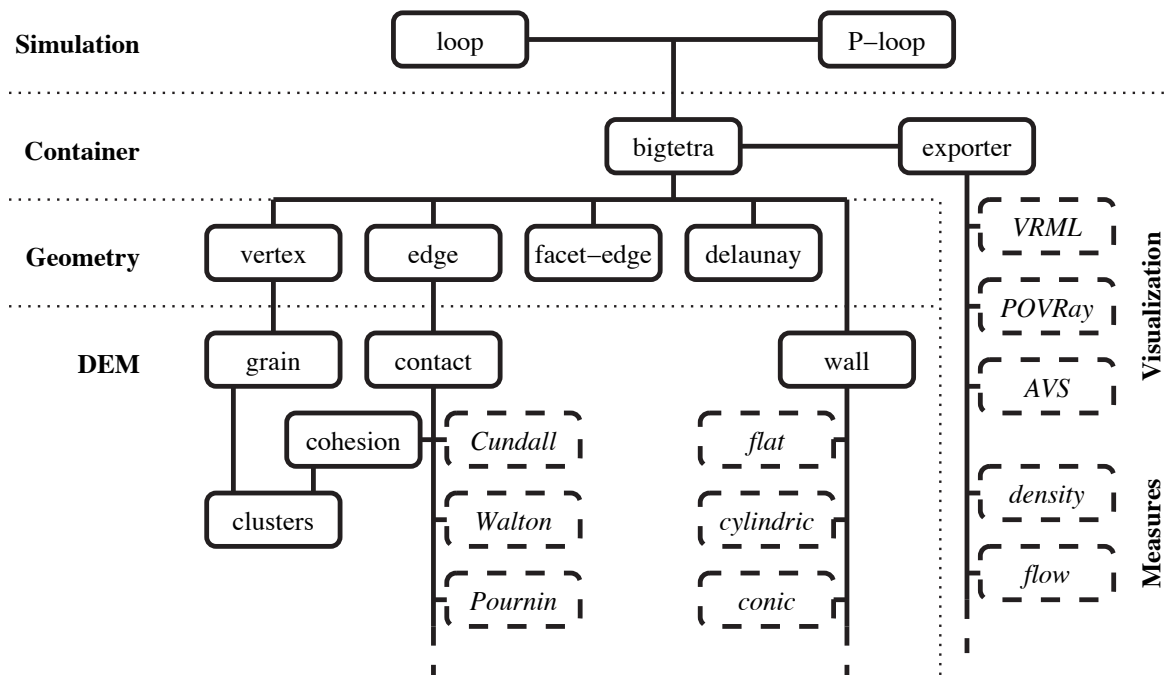 Simulation
loop
P−loop
Container
bigtetra
exporter
VRML
Geometry
vertex
edge
facet−edge
delaunay
POVRay
Visualization
DEM
grain
contact
wall
AVS
cohesion
Cundall
flat
clusters
Walton
cylindric
density
Measures
Pournin
conic
flow